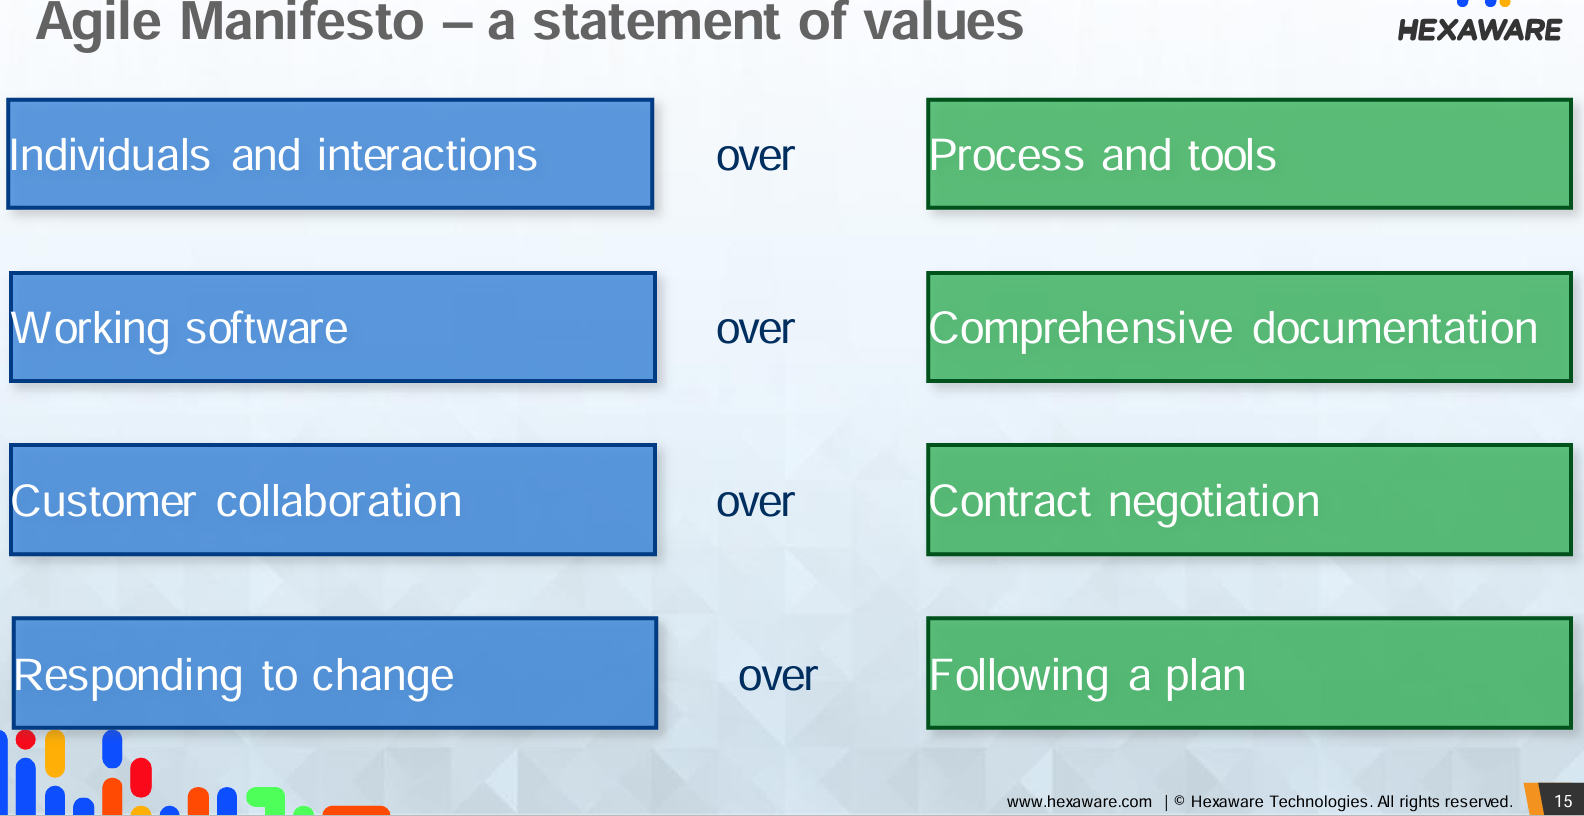 Agile Manifesto – a statement of values
HEXAWARE
Individuals and interactions over Process and tools
Working software over Comprehensive documentation
Customer collaboration over Contract negotiation
Responding to change over Following a plan
www.hexaware.com | © Hexaware Technologies. All rights reserved. 15